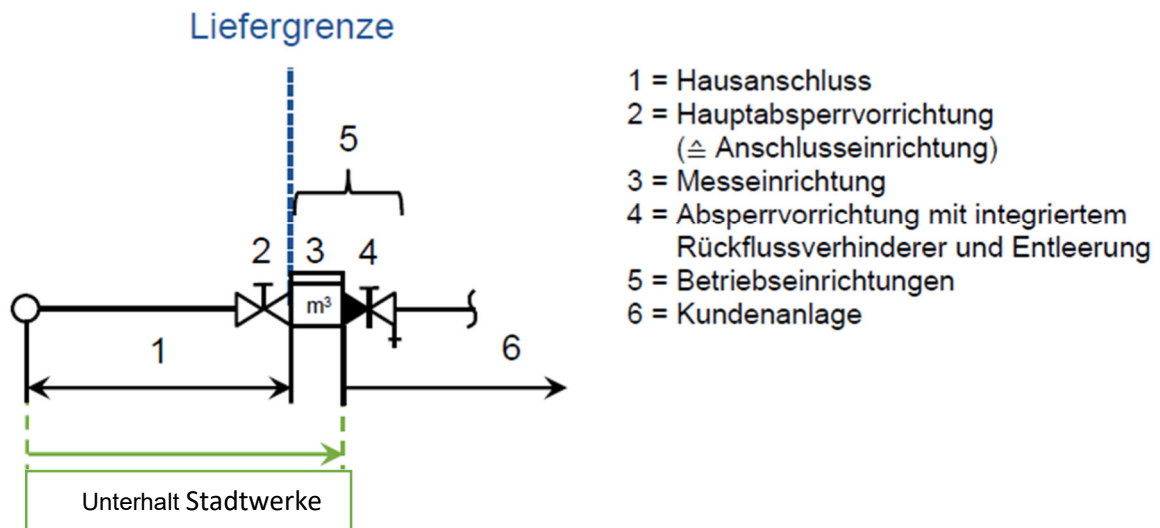 Liefergrenze
5
2
3
4
m³
1
6
Unterhalt Stadtwerke
1 = Hausanschluss
2 = Hauptabsperrvorrichtung
(≙ Anschlusseinrichtung)
3 = Messeinrichtung
4 = Absperrvorrichtung mit integriertem
Rückflussverhinderer und Entleerung
5 = Betriebseinrichtungen
6 = Kundenanlage